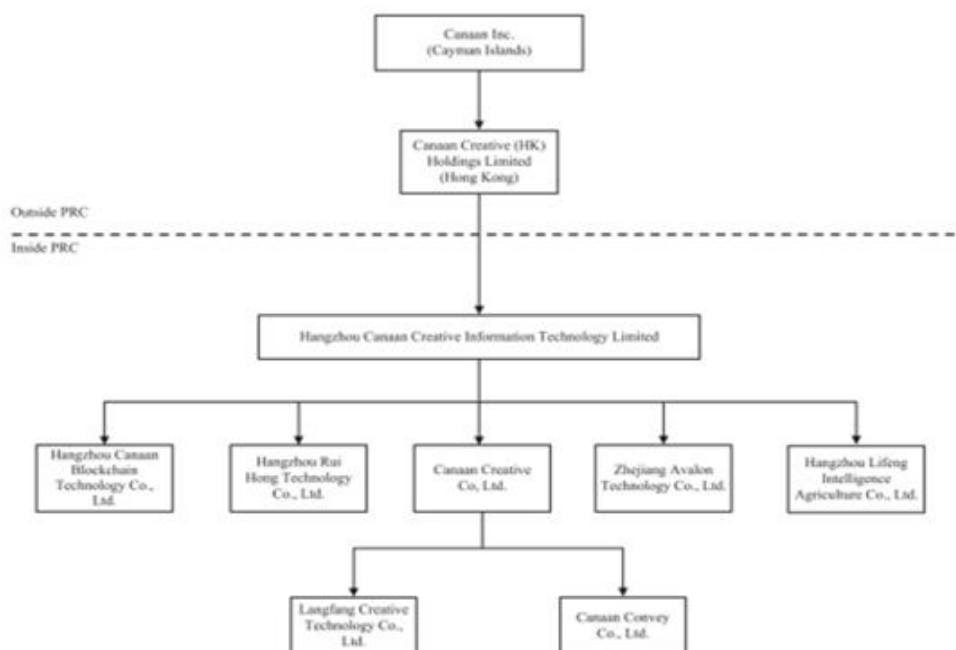 Canaan Inc.
(Cayman Islands)
Canaan Creative (HK)
Holdings Limited
(Hong Kong)
Outside PRC
Inside PRC
Hangzhou Canaan Creative Information Technology Limited
Hangzhou Canaan
Blockchain
Technology Co.,
Ltd.
Hangzhou Rui
Hong Technology
Co., Ltd.
Canaan Creative
Co, Ltd.
Zhejiang Avalon
Technology Co., Ltd.
Hangzhou Lifeng
Intelligence
Agriculture Co., Ltd.
Langfang Creative
Technology Co.,
Ltd.
Canaan Convey
Co., Ltd.